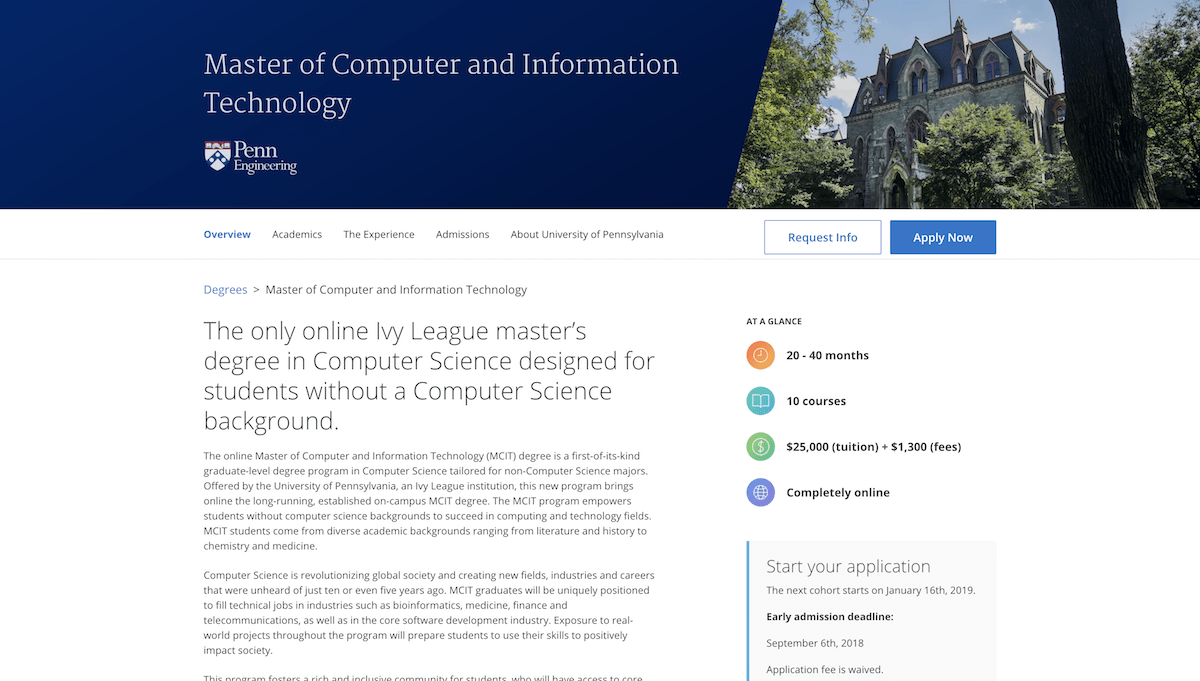 Master of Computer and Information
Technology
Penn
Engineering
Overview
Academics
The Experience
Admissions
About University of Pennsylvania
Request Info
Apply Now
Degrees > Master of Computer and Information Technology
The only online Ivy League master’s
degree in Computer Science designed for
students without a Computer Science
background.
The online Master of Computer and Information Technology (MCIT) degree is a first-of-its-kind
graduate-level degree program in Computer Science tailored for non-Computer Science majors.
Offered by the University of Pennsylvania, an Ivy League institution, this new program brings
online the long-running, established on-campus MCIT degree. The MCIT program empowers
students without computer science backgrounds to succeed in computing and technology fields.
MCIT students come from diverse academic backgrounds ranging from literature and history to
chemistry and medicine.
Computer Science is revolutionizing global society and creating new fields, industries and careers
that were unheard of just ten or even five years ago. MCIT graduates will be uniquely positioned
to fill technical jobs in industries such as bioinformatics, medicine, finance and
telecommunications, as well as in the core software development industry. Exposure to real-
world projects throughout the program will prepare students to use their skills to positively
impact society.
This program fosters a rich and inclusive community for students, who will have access to core
AT A GLANCE
20 - 40 months
10 courses
$25,000 (tuition) + $1,300 (fees)
Completely online
Start your application
The next cohort starts on January 16th, 2019.
Early admission deadline:
September 6th, 2018
Application fee is waived.